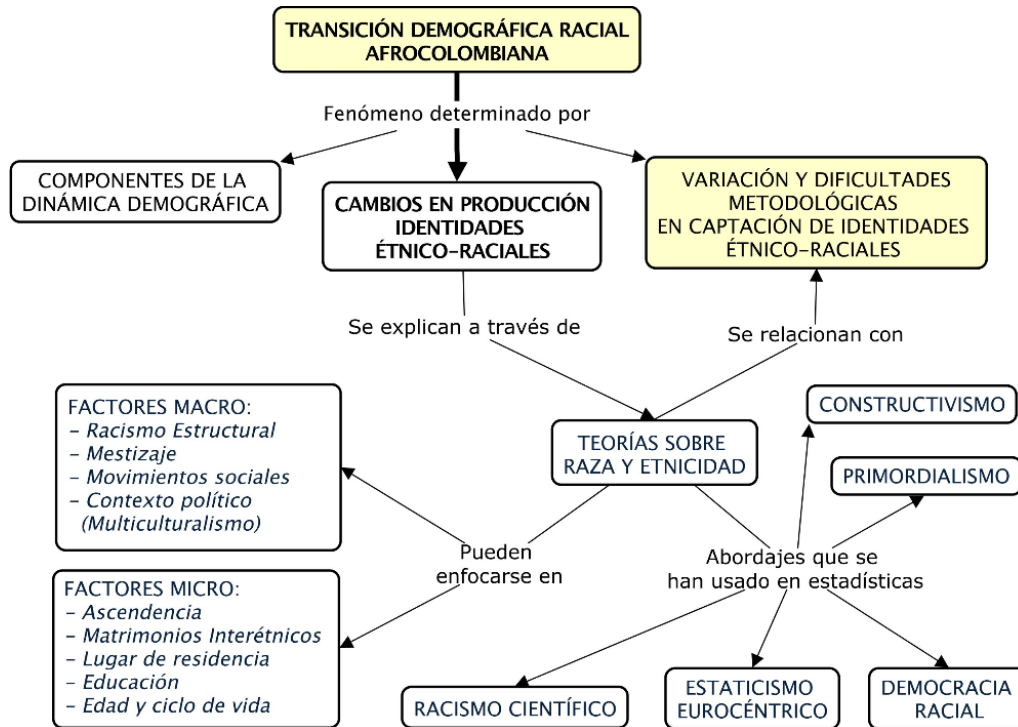 TRANSICIÓN DEMOGRÁFICA RACIAL
AFROCOLOMBIANA
Fenómeno determinado por
COMPONENTES DE LA
DINÁMICA DEMOGRÁFICA
CAMBIOS EN PRODUCCIÓN
IDENTIDADES
ÉTNICO-RACIALES
VARIACIÓN Y DIFICULTADES
METODOLÓGICAS
EN CAPTACIÓN DE IDENTIDADES
ÉTNICO-RACIALES
Se explican a través de
Se relacionan con
FACTORES MACRO:
- Racismo Estructural
- Mestizaje
- Movimientos sociales
- Contexto político
(Multiculturalismo)
TEORÍAS SOBRE
RAZA Y ETNICIDAD
CONSTRUCTIVISMO
PRIMORDIALISMO
Pueden
enfocarse en
Abordajes que se
han usado en estadísticas
FACTORES MICRO:
- Ascendencia
- Matrimonios Interétnicos
- Lugar de residencia
- Educación
- Edad y ciclo de vida
RACISMO CIENTÍFICO
ESTATICISMO
EUROCÉNTRICO
DEMOCRACIA
RACIAL